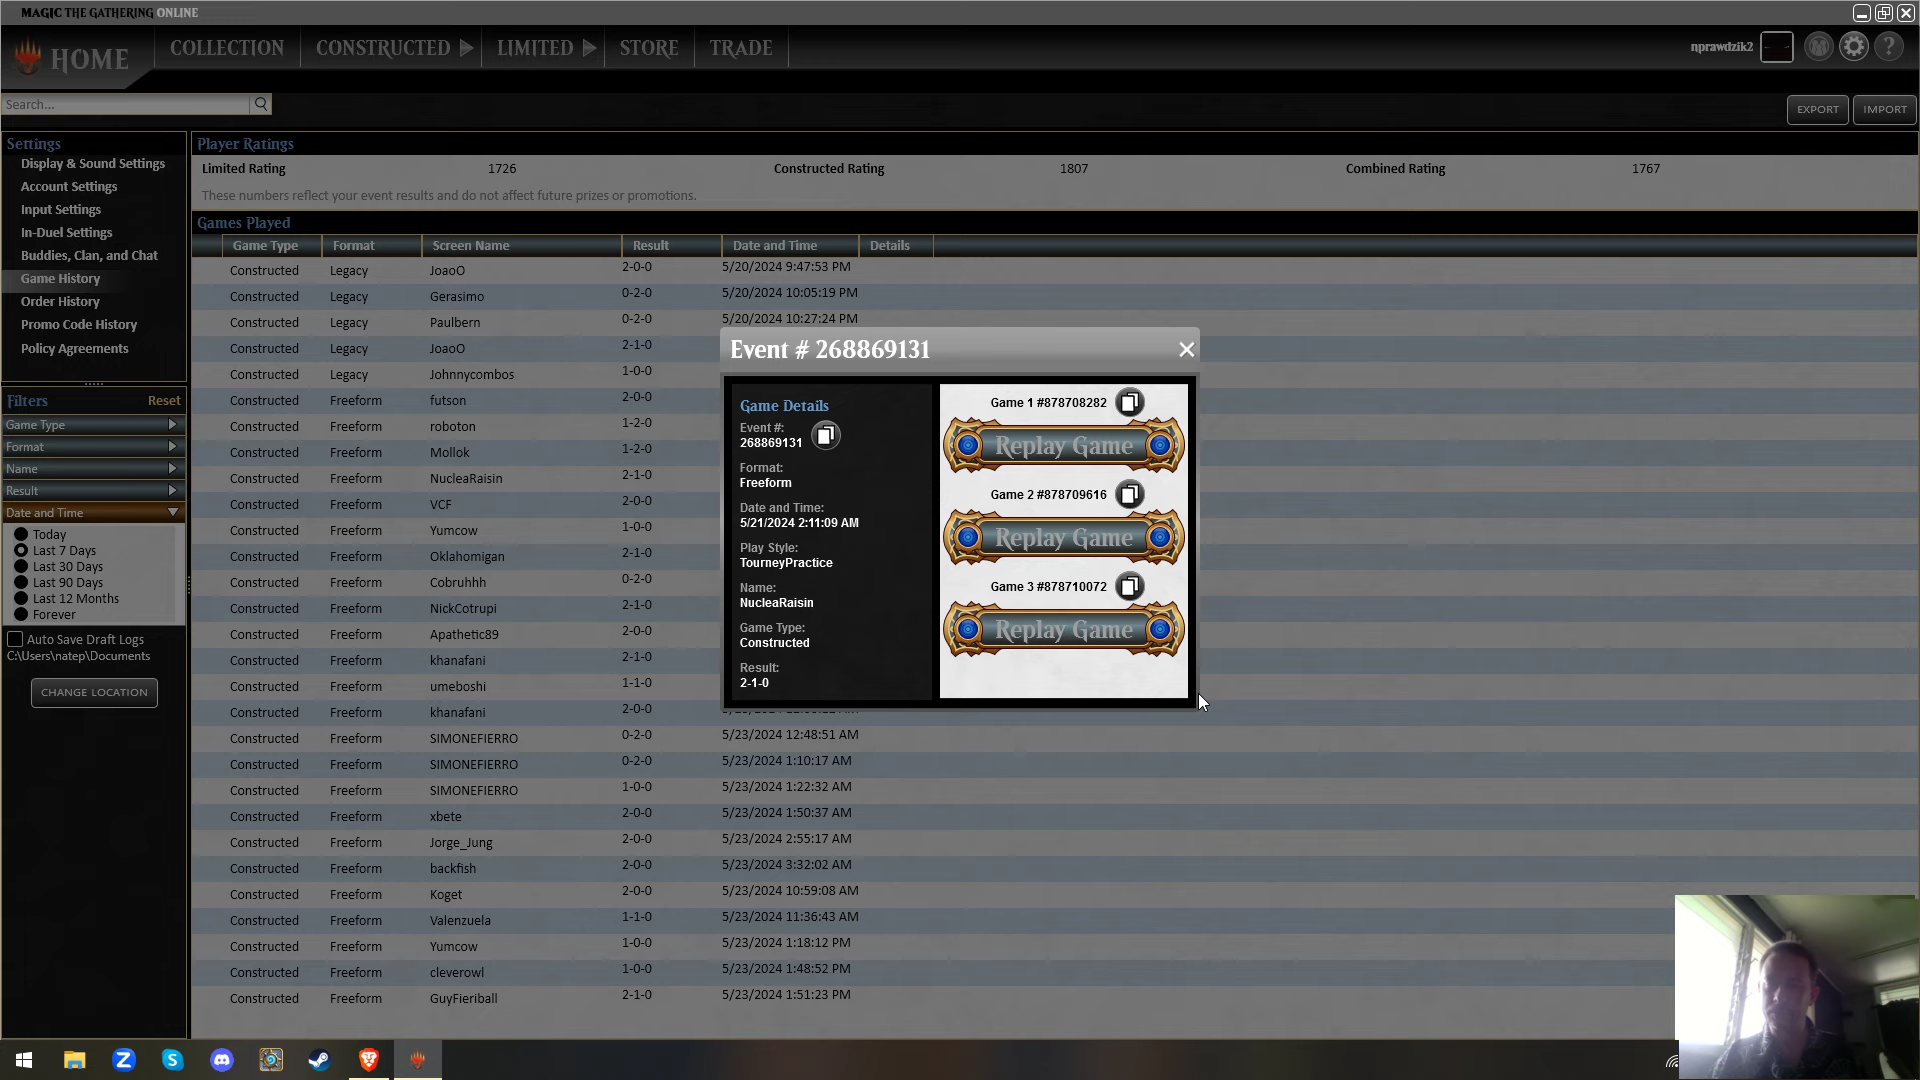 MAGIC THE GATHERING ONLINE
HOME
COLLECTION
CONSTRUCTED
LIMITED
STORE
TRADE
nprawdzik2
Search...
EXPORT
IMPORT
Settings
Display & Sound Settings
Account Settings
Input Settings
In-Duel Settings
Buddies, Clan, and Chat
Game History
Order History
Promo Code History
Policy Agreements
Filters Reset
Game Type
Format
Name
Result
Date and Time
Today
Last 7 Days
Last 30 Days
Last 90 Days
Last 12 Months
Forever
Auto Save Draft Logs
C:\Users\natep\Documents
CHANGE LOCATION
Player Ratings
Limited Rating 1726 Constructed Rating 1807 Combined Rating 1767
These numbers reflect your event results and do not affect future prizes or promotions.
Games Played
Game Type Format Screen Name Result Date and Time Details
Constructed Legacy JoaoO 2-0-0 5/20/2024 9:47:53 PM
Constructed Legacy Gerasimo 0-2-0 5/20/2024 10:05:19 PM
Constructed Legacy Paulbern 0-2-0 5/20/2024 10:27:24 PM
Constructed Legacy JoaoO 2-1-0
Constructed Legacy Johnnycombos 1-0-0
Constructed Freeform futson 2-0-0
Constructed Freeform roboton 1-2-0
Constructed Freeform Mollok 1-2-0
Constructed Freeform NucleaRaisin 2-1-0
Constructed Freeform VCF 2-0-0
Constructed Freeform Yumcow 1-0-0
Constructed Freeform Oklahomigan 2-1-0
Constructed Freeform Cobruhhh 0-2-0
Constructed Freeform NickCotrupi 2-1-0
Constructed Freeform Apathetic89 2-0-0
Constructed Freeform khanafani 2-1-0
Constructed Freeform umeboshi 1-1-0
Constructed Freeform khanafani 2-0-0
Constructed Freeform SIMONEFIERRO 0-2-0 5/23/2024 12:48:51 AM
Constructed Freeform SIMONEFIERRO 0-2-0 5/23/2024 1:10:17 AM
Constructed Freeform SIMONEFIERRO 1-0-0 5/23/2024 1:22:32 AM
Constructed Freeform xbete 2-0-0 5/23/2024 1:50:37 AM
Constructed Freeform Jorge_Jung 2-0-0 5/23/2024 2:55:17 AM
Constructed Freeform backfish 2-0-0 5/23/2024 3:32:02 AM
Constructed Freeform Koget 2-0-0 5/23/2024 10:59:08 AM
Constructed Freeform Valenzuela 1-1-0 5/23/2024 11:36:43 AM
Constructed Freeform Yumcow 1-0-0 5/23/2024 1:18:12 PM
Constructed Freeform cleverowl 1-0-0 5/23/2024 1:48:52 PM
Constructed Freeform GuyFieriball 2-1-0 5/23/2024 1:51:23 PM
Event # 268869131
Game Details
Event #:
268869131
Format:
Freeform
Date and Time:
5/21/2024 2:11:09 AM
Play Style:
TourneyPractice
Name:
NucleaRaisin
Game Type:
Constructed
Result:
2-1-0
Game 1 #878708282
Replay Game
Game 2 #878709616
Replay Game
Game 3 #878710072
Replay Game